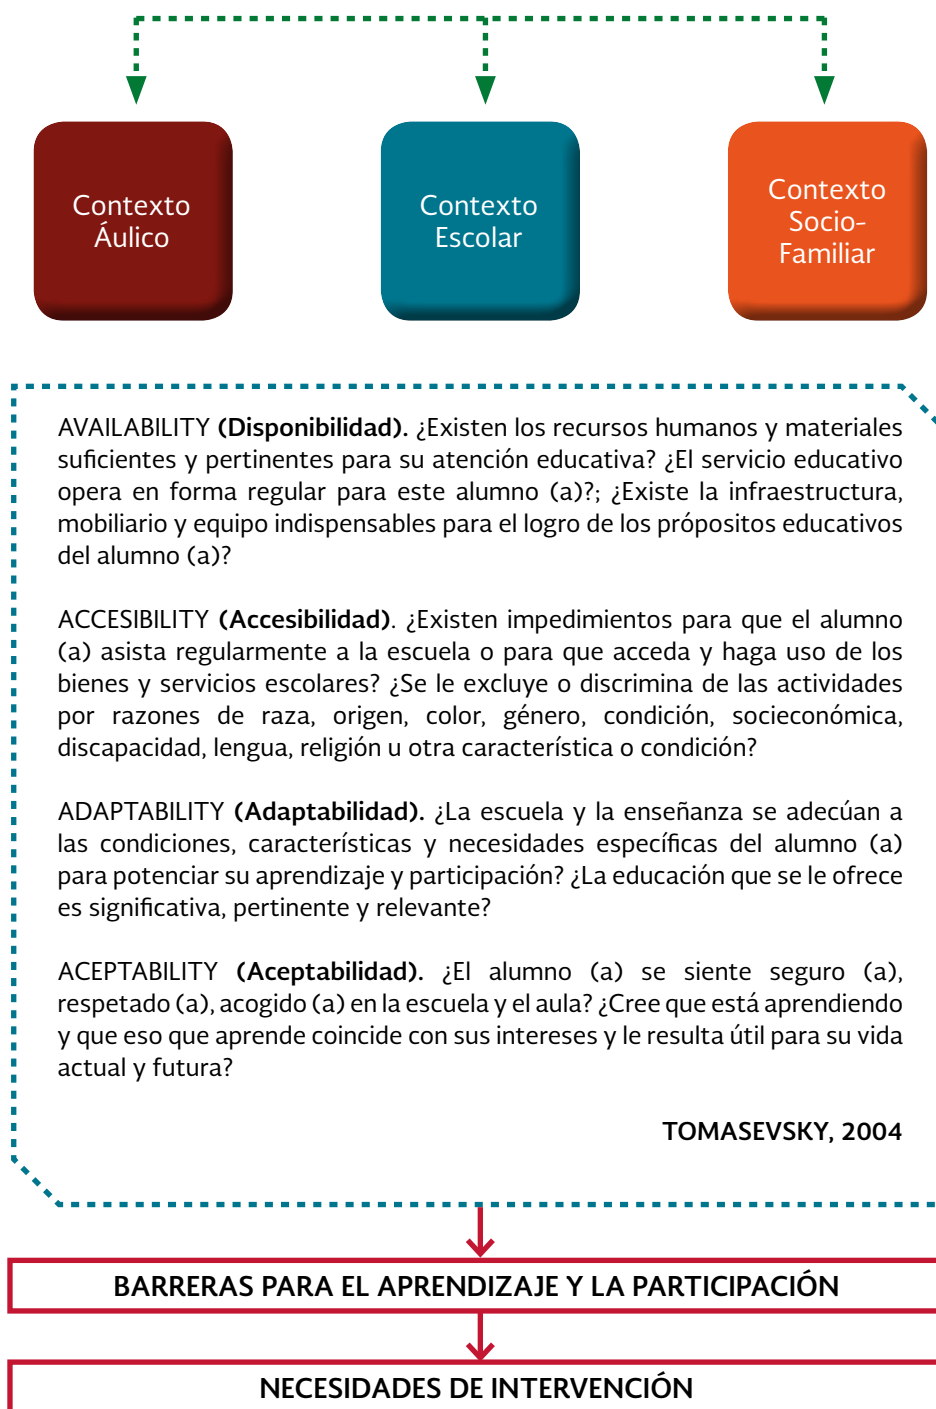 Contexto
Áulico
Contexto
Escolar
Contexto
Socio-
Familiar
AVAILABILITY (Disponibilidad). ¿Existen los recursos humanos y materiales
suficientes y pertinentes para su atención educativa? ¿El servicio educativo
opera en forma regular para este alumno (a)?; ¿Existe la infraestructura,
mobiliario y equipo indispensables para el logro de los própositos educativos
del alumno (a)?
ACCESIBILITY (Accesibilidad). ¿Existen impedimentos para que el alumno
(a) asista regularmente a la escuela o para que acceda y haga uso de los
bienes y servicios escolares? ¿Se le excluye o discrimina de las actividades
por razones de raza, origen, color, género, condición, socieconómica,
discapacidad, lengua, religión u otra característica o condición?
ADAPTABILITY (Adaptabilidad). ¿La escuela y la enseñanza se adecúan a
las condiciones, características y necesidades específicas del alumno (a)
para potenciar su aprendizaje y participación? ¿La educación que se le ofrece
es significativa, pertinente y relevante?
ACEPTABILITY (Aceptabilidad). ¿El alumno (a) se siente seguro (a),
respetado (a), acogido (a) en la escuela y el aula? ¿Cree que está aprendiendo
y que eso que aprende coincide con sus intereses y le resulta útil para su vida
actual y futura?
TOMASEVSKY, 2004
BARRERAS PARA EL APRENDIZAJE Y LA PARTICIPACIÓN
NECESIDADES DE INTERVENCIÓN